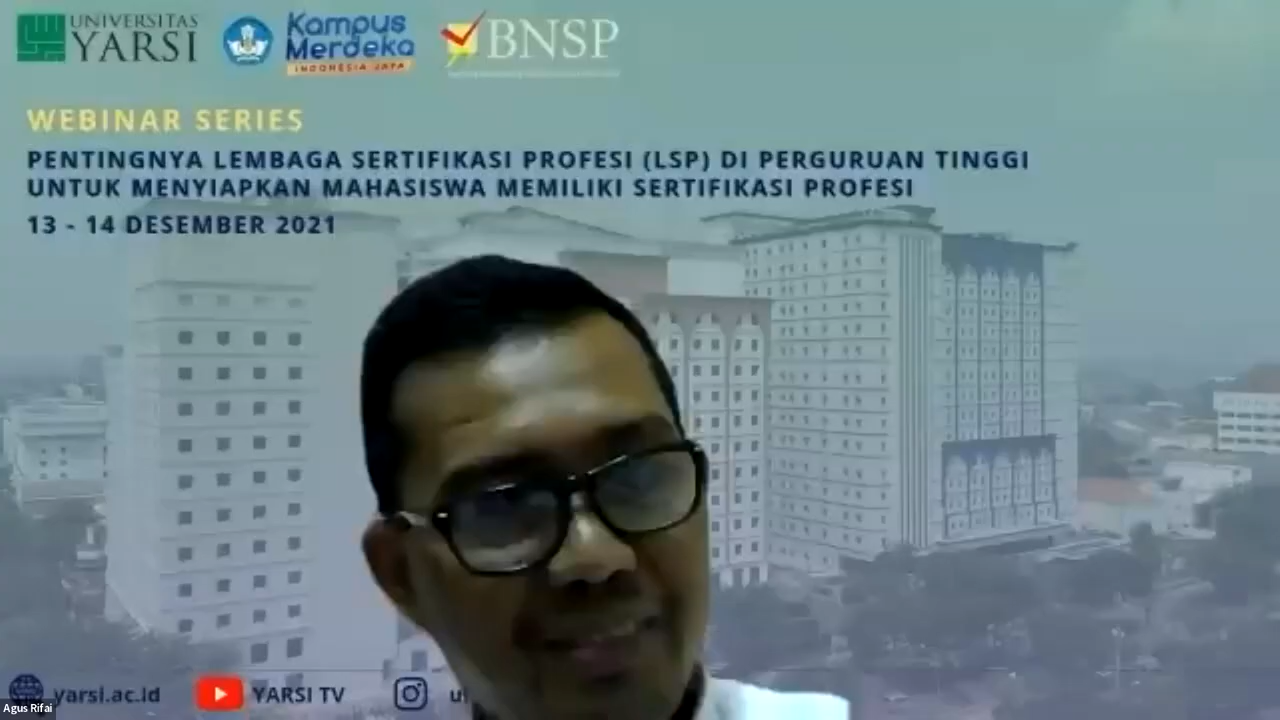 UNIVERSITAS
YARSI
Kampus
Merdeka
INDONESIA JAYA
BNSP
WEBINAR SERIES
PENTINGNYA LEMBAGA SERTIFIKASI PROFESI (LSP) DI PERGURUAN TINGGI
UNTUK MENYIAPKAN MAHASISWA MEMILIKI SERTIFIKASI PROFESI
13 - 14 DESEMBER 2021
yarsi.ac.id
YARSI TV
Agus Rifai